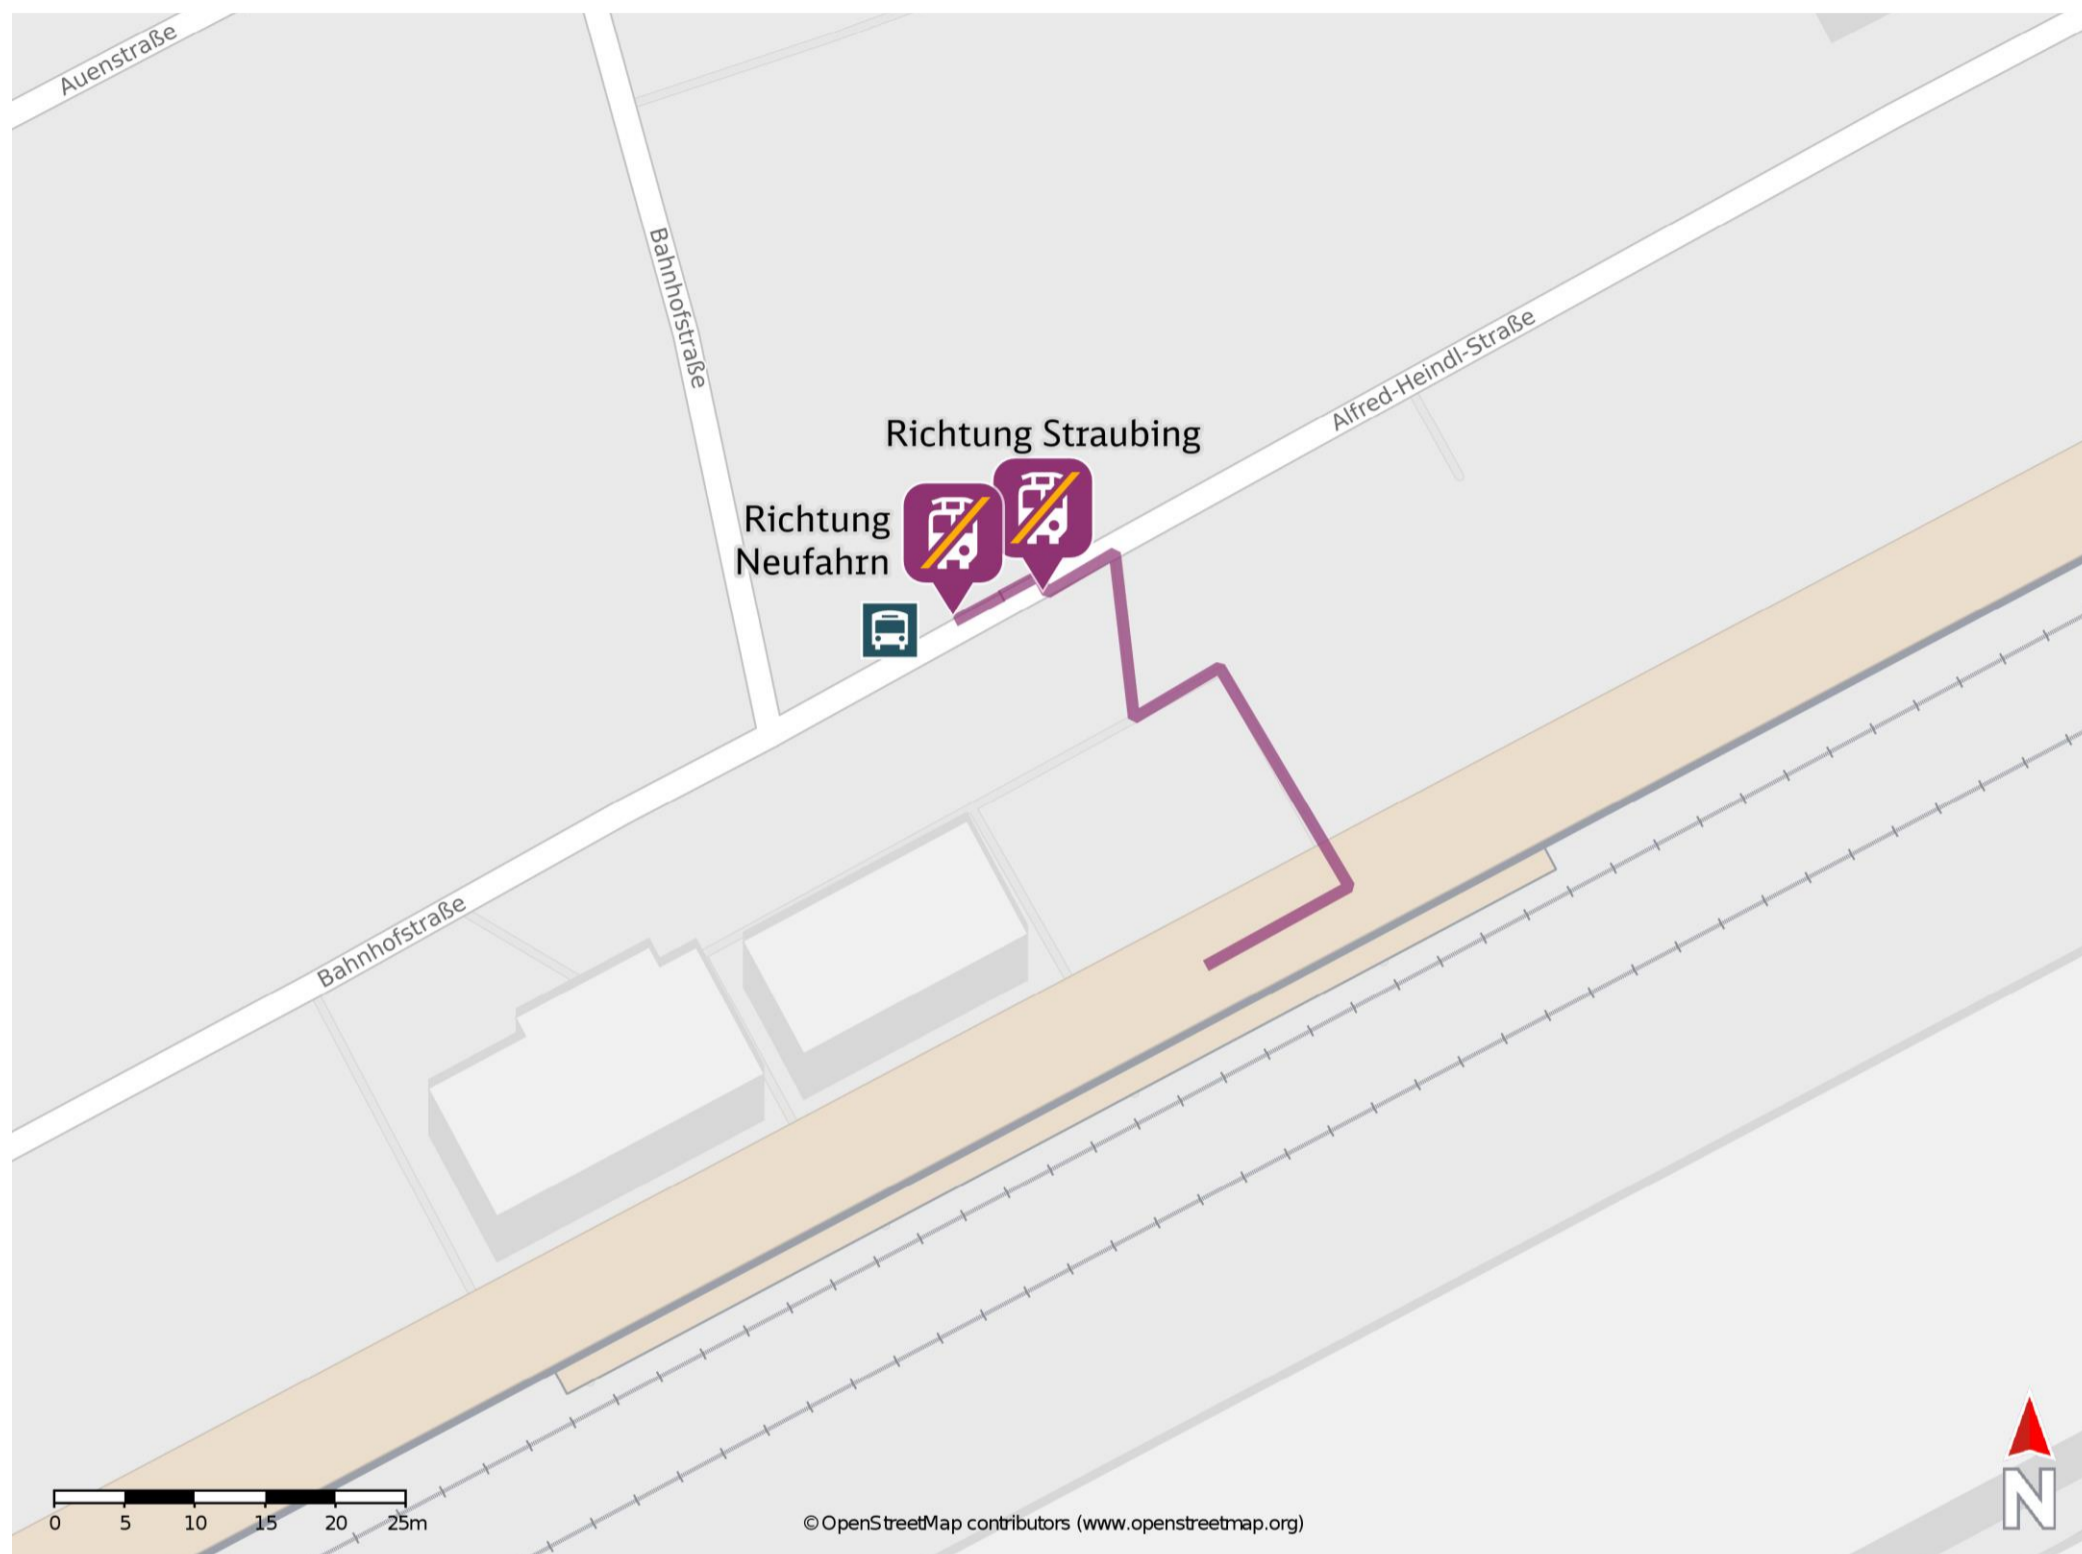 Auenstraße
Bahnhofstraße
Alfred-Heindl-Straße
Richtung Straubing
Richtung
Neufahrn
Bahnhofstraße
0 5 10 15 20 25m
© OpenStreetMap contributors (www.openstreetmap.org)
N